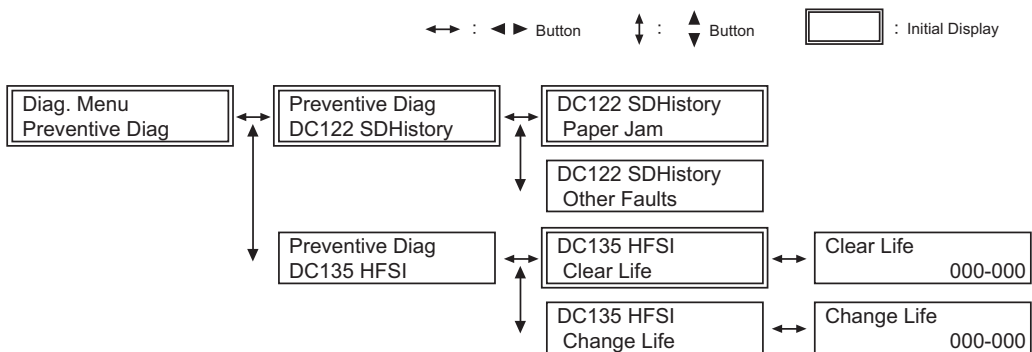 : ◄ ► Button
: ▲▼ Button
: Initial Display
Diag. Menu
Preventive Diag
Preventive Diag
DC122 SDHistory
DC122 SDHistory
Paper Jam
DC122 SDHistory
Other Faults
Preventive Diag
DC135 HFSI
DC135 HFSI
Clear Life
Clear Life
000-000
DC135 HFSI
Change Life
Change Life
000-000